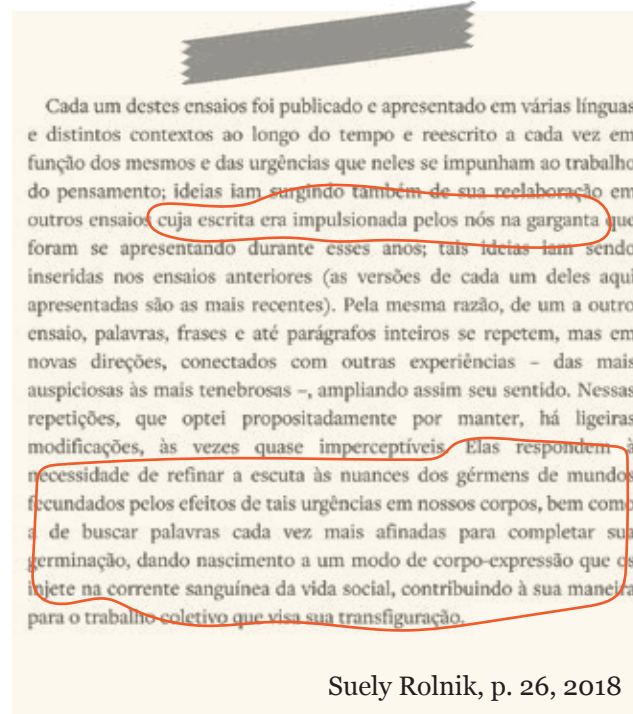 Cada um destes ensaios foi publicado e apresentado em várias línguas
e distintos contextos ao longo do tempo e reescrito a cada vez em
função dos mesmos e das urgências que neles se impunham ao trabalho
do pensamento; ideias iam surgindo também de sua reelaboração em
outros ensaios cuja escrita era impulsionada pelos nós na garganta que
foram se apresentando durante esses anos; tais ideias iam sendo
inseridas nos ensaios anteriores (as versões de cada um deles aqui
apresentadas são as mais recentes). Pela mesma razão, de um a outro
ensaio, palavras, frases e até parágrafos inteiros se repetem, mas em
novas direções, conectados com outras experiências – das mais
auspiciosas às mais tenebrosas –, ampliando assim seu sentido. Nessas
repetições, que optei propositadamente por manter, há ligeiras
modificações, às vezes quase imperceptíveis. Elas respondem à
necessidade de refinar a escuta às nuances dos gérmens de mundos
fecundados pelos efeitos de tais urgências em nossos corpos, bem como
a de buscar palavras cada vez mais afinadas para completar sua
germinação, dando nascimento a um modo de corpo-expressão que os
injete na corrente sanguínea da vida social, contribuindo à sua maneira
para o trabalho coletivo que visa sua transfiguração.
Suely Rolnik, p. 26, 2018